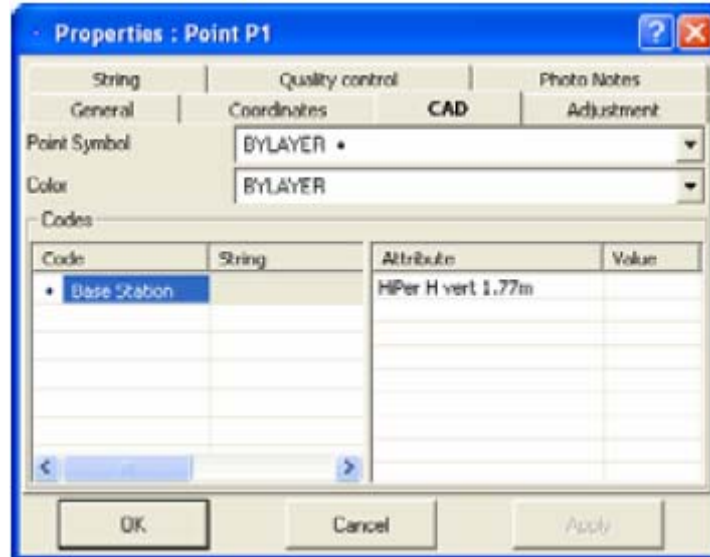 Properties : Point P1
String Quality control Photo Notes
General Coordinates CAD Adjustment
Point Symbol BYLAYER •
Color BYLAYER
Codes
Code String Attribute Value
• Base Station HiPer H vert 1.77m
OK Cancel Apply